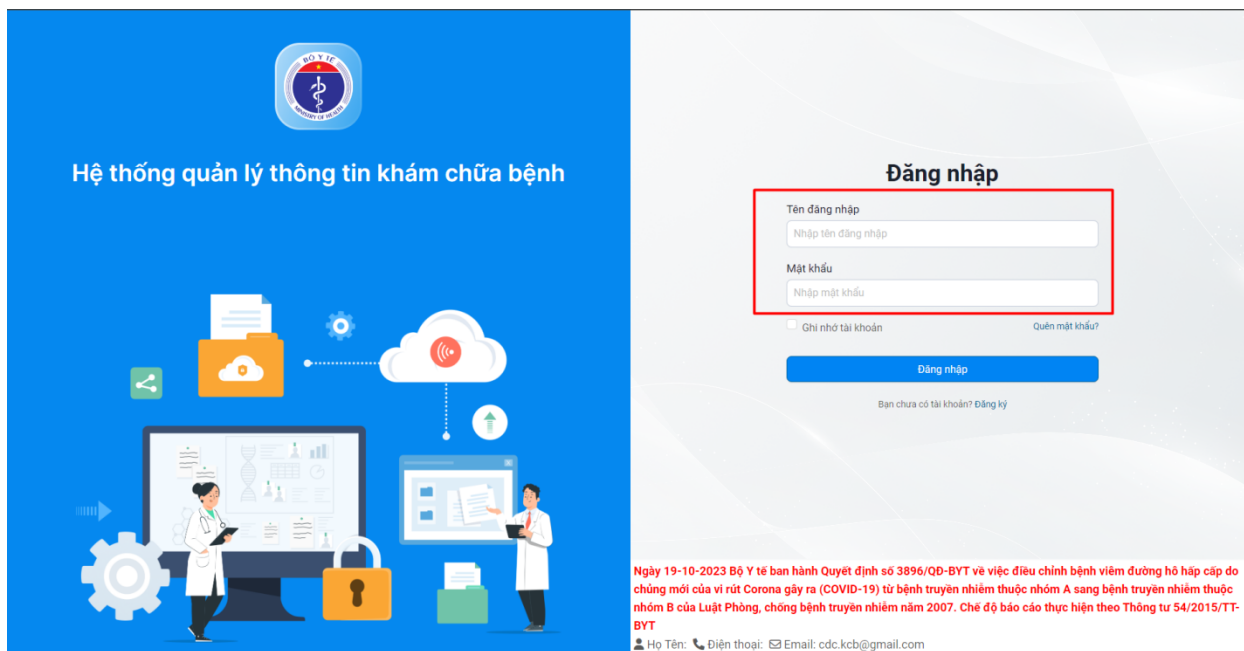 BỘ Y TẾ
MINISTRY OF HEALTH
Hệ thống quản lý thông tin khám chữa bệnh
Đăng nhập
Tên đăng nhập
Nhập tên đăng nhập
Mật khẩu
Nhập mật khẩu
Ghi nhớ tài khoản
Quên mật khẩu?
Đăng nhập
Bạn chưa có tài khoản? Đăng ký
Ngày 19-10-2023 Bộ Y tế ban hành Quyết định số 3896/QĐ-BYT về việc điều chỉnh bệnh viêm đường hô hấp cấp do
chủng mới của vi rút Corona gây ra (COVID-19) từ bệnh truyền nhiễm thuộc nhóm A sang bệnh truyền nhiễm thuộc
nhóm B của Luật Phòng, chống bệnh truyền nhiễm năm 2007. Chế độ báo cáo thực hiện theo Thông tư 54/2015/TT-
BYT
Họ Tên: Điện thoại: Email: cdc.kcb@gmail.com